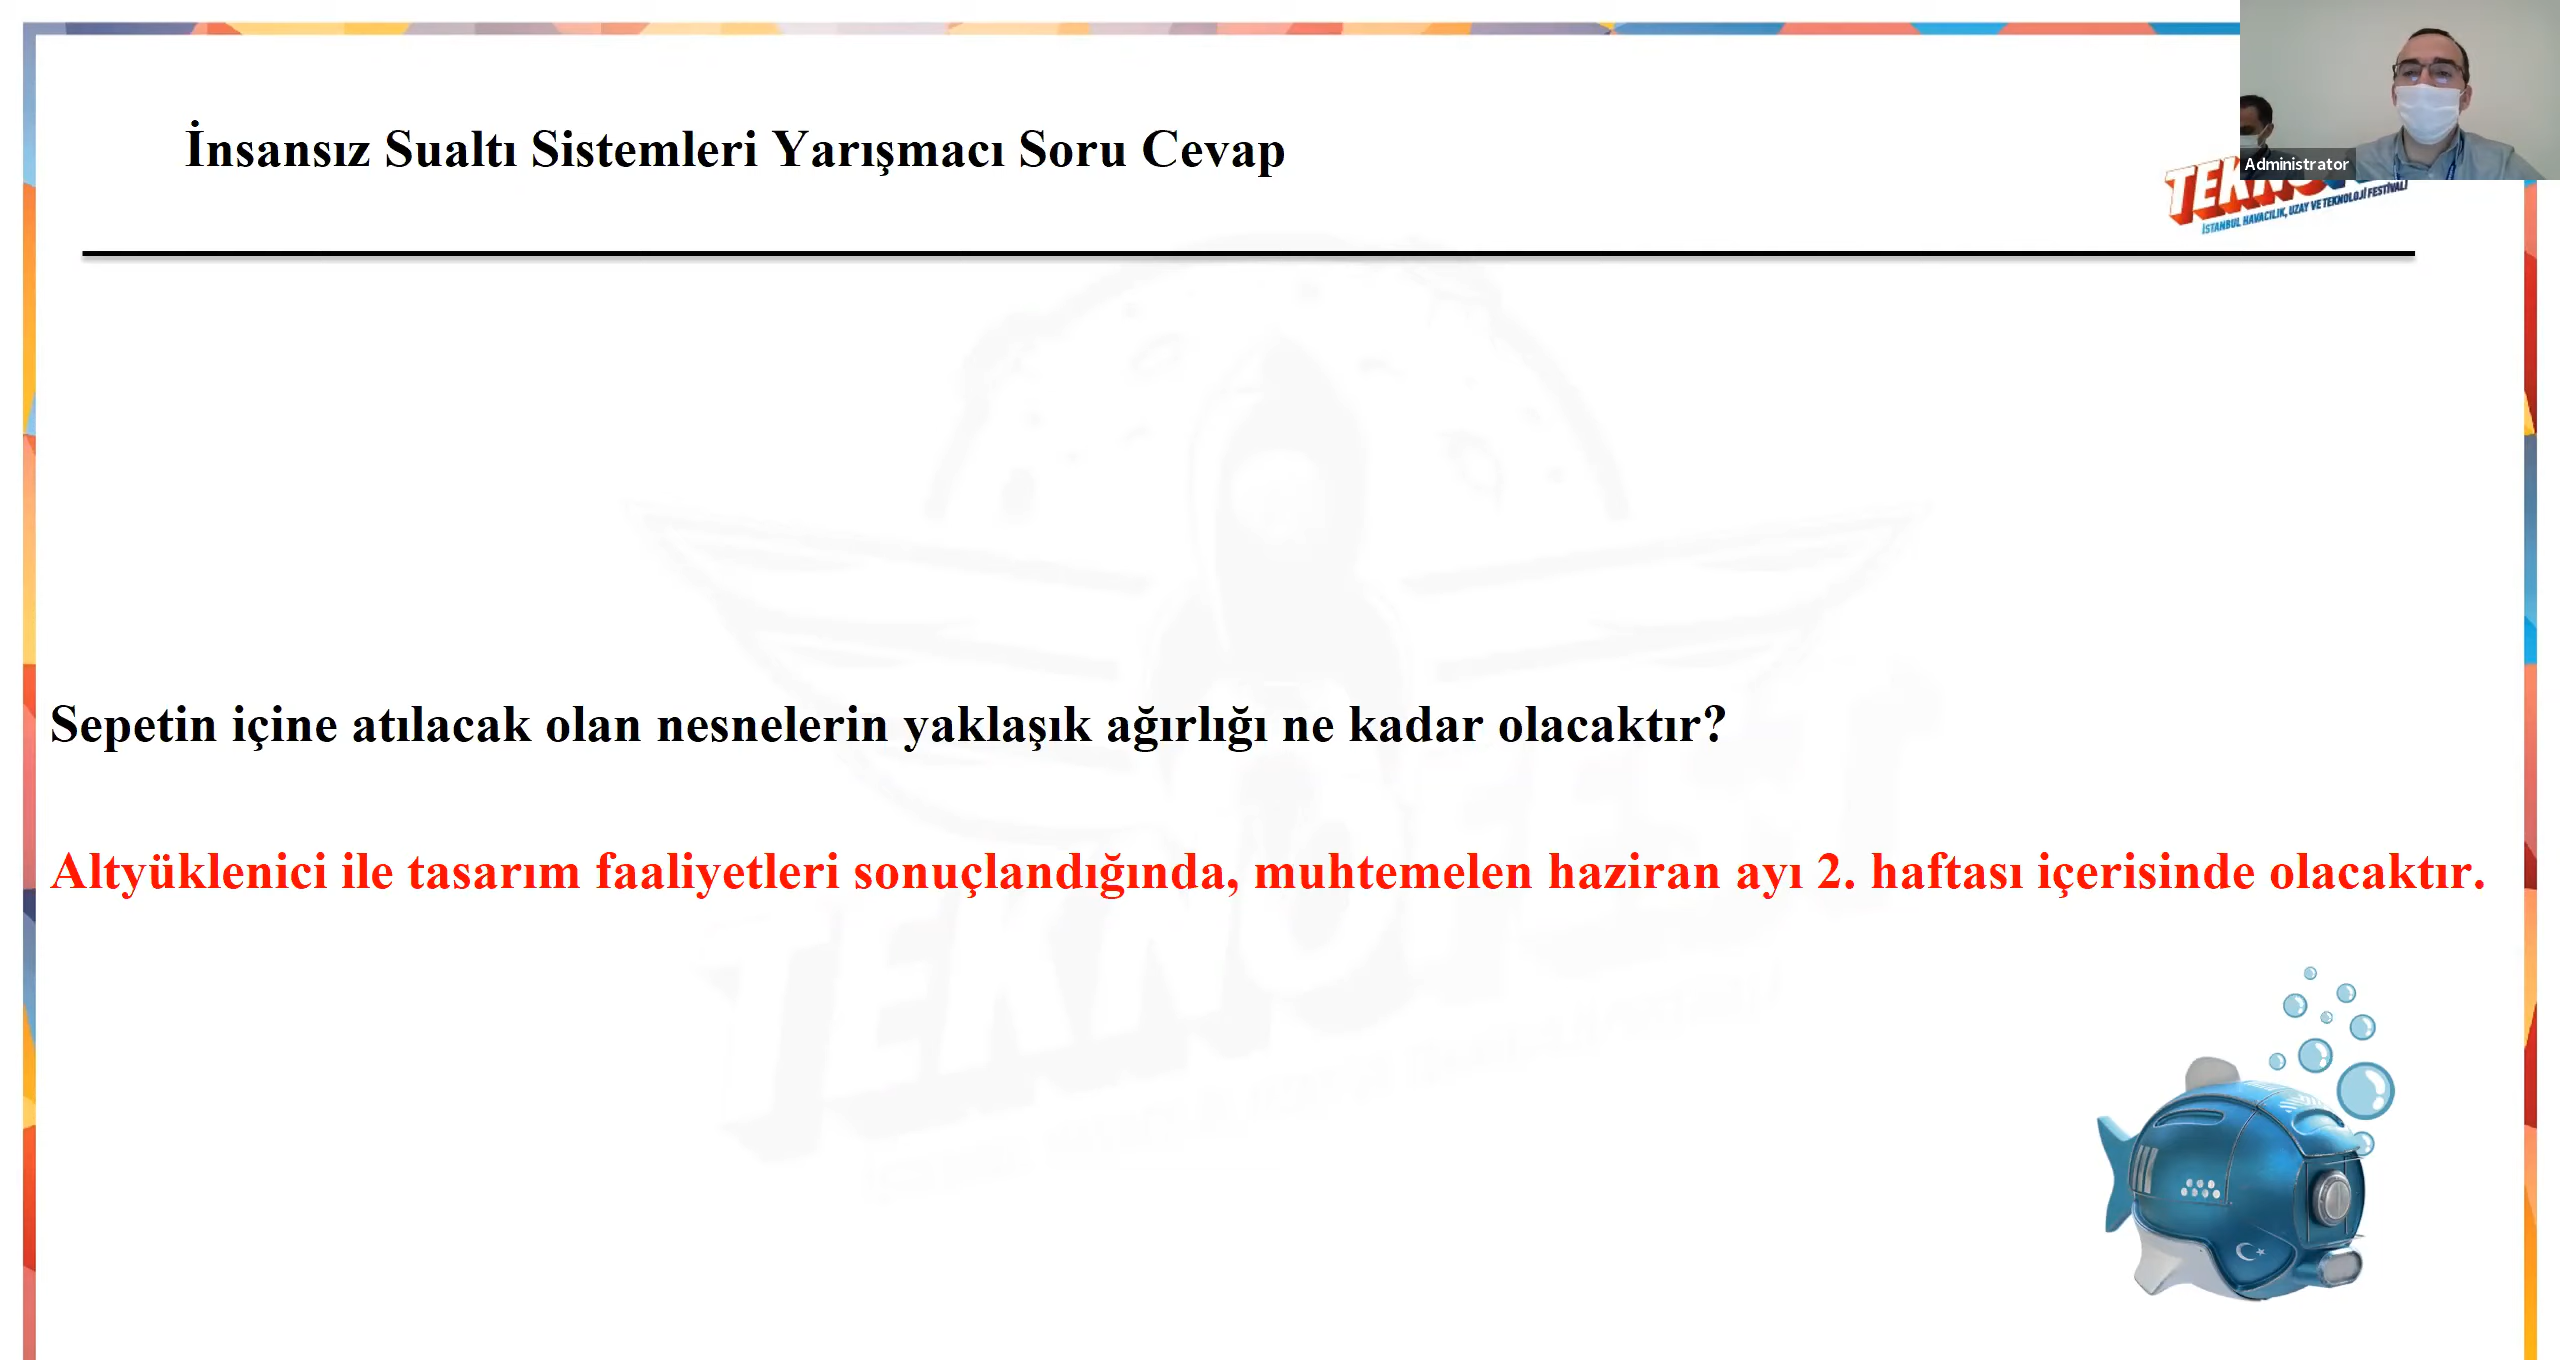 İnsansız Sualtı Sistemleri Yarışmacı Soru Cevap
Administrator
İSTANBUL HAVACILIK, UZAY VE TEKNOLOJİ FESTİVALİ
Sepetin içine atılacak olan nesnelerin yaklaşık ağırlığı ne kadar olacaktır?
Altyüklenici ile tasarım faaliyetleri sonuçlandığında, muhtemelen haziran ayı 2. haftası içerisinde olacaktır.
TEKNOFEST